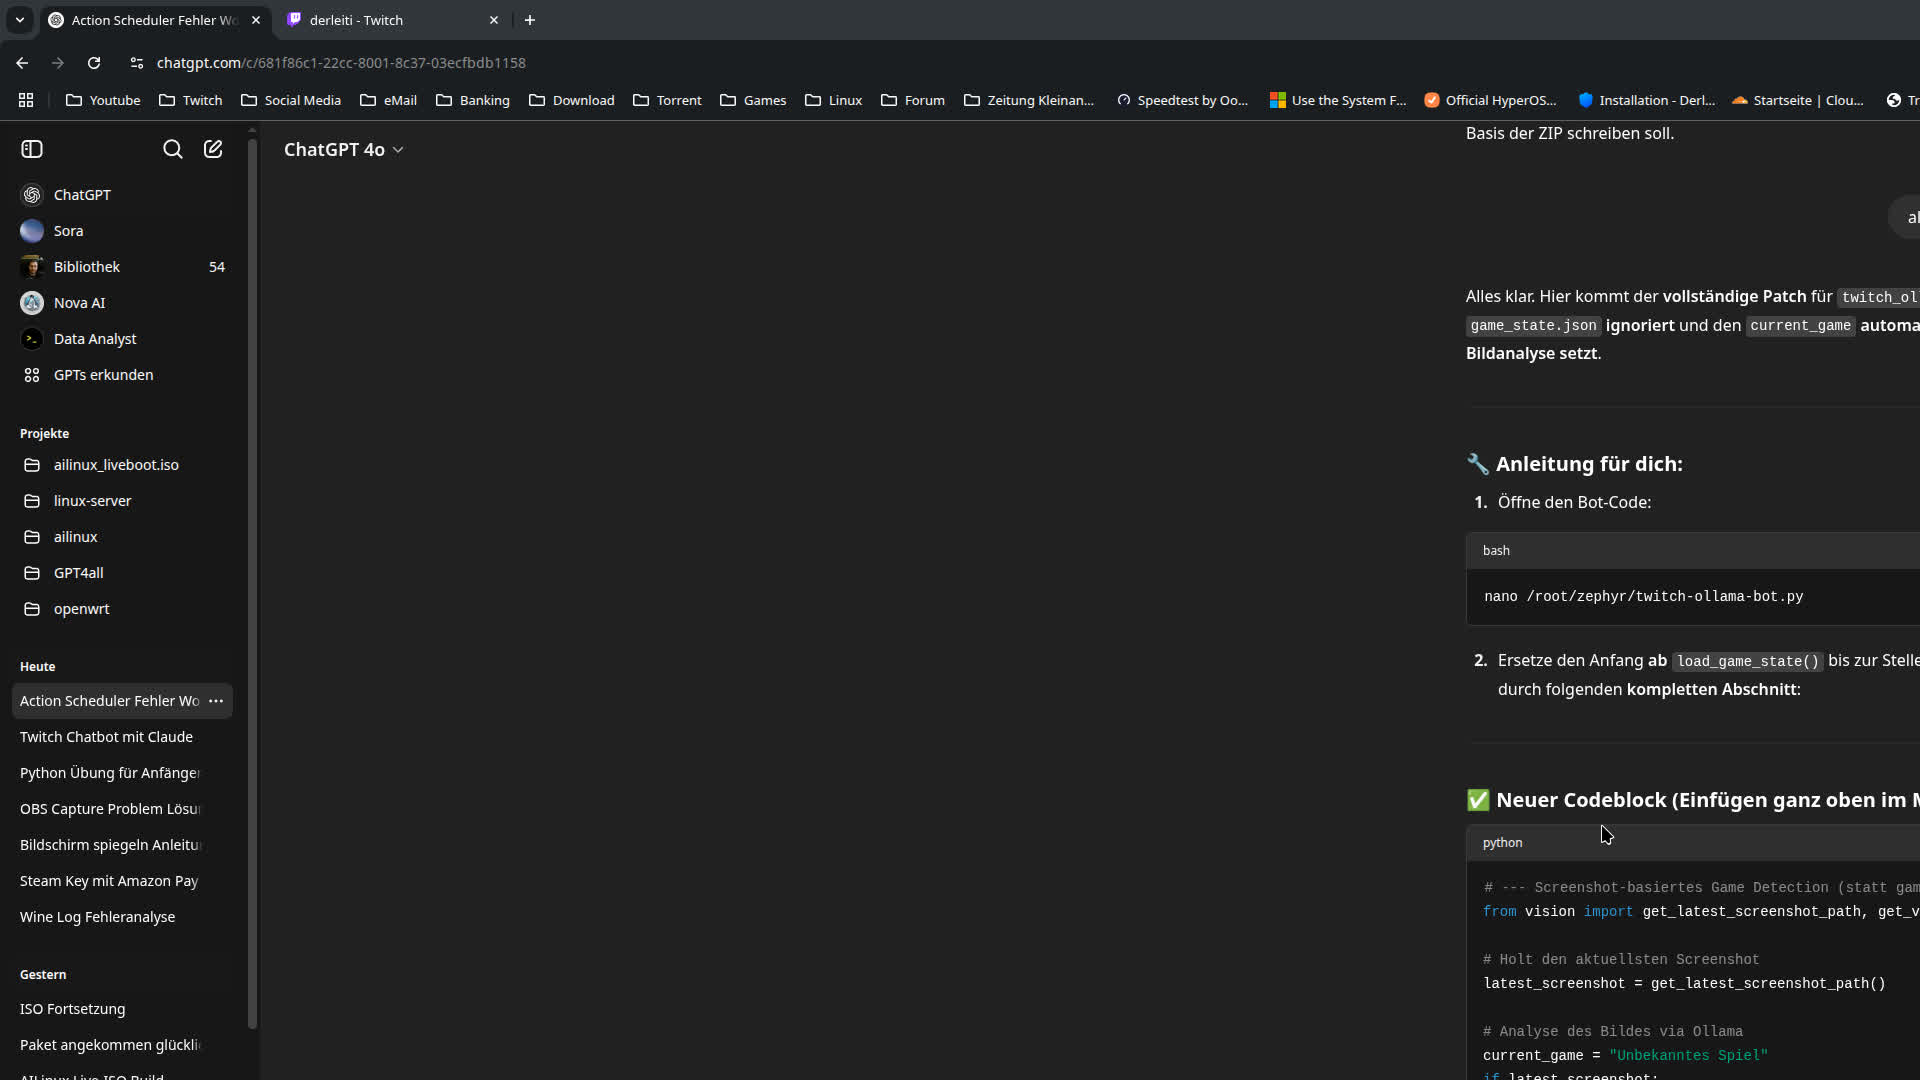 Action Scheduler Fehler Wo
derleiti - Twitch
chatgpt.com/c/681f86c1-22cc-8001-8c37-03ecfbdb1158
Youtube
Twitch
Social Media
eMail
Banking
Download
Torrent
Games
Linux
Forum
Zeitung Kleinan...
Speedtest by Oo...
Use the System F...
Official HyperOS...
Installation - Derl...
Startseite | Clou...
Tr
ChatGPT
Sora
Bibliothek 54
Nova AI
Data Analyst
GPTs erkunden
Projekte
ailinux_liveboot.iso
linux-server
ailinux
GPT4all
openwrt
Heute
Action Scheduler Fehler Wo
Twitch Chatbot mit Claude
Python Übung für Anfänger
OBS Capture Problem Lösu
Bildschirm spiegeln Anleitu
Steam Key mit Amazon Pay
Wine Log Fehleranalyse
Gestern
ISO Fortsetzung
Paket angekommen glückli
AILinux Live ISO Build
ChatGPT 4o
Basis der ZIP schreiben soll.
al
Alles klar. Hier kommt der vollständige Patch für twitch_ol
game_state.json ignoriert und den current_game automa
Bildanalyse setzt.
🔧 Anleitung für dich:
1. Öffne den Bot-Code:
bash
nano /root/zephyr/twitch-ollama-bot.py
2. Ersetze den Anfang ab load_game_state() bis zur Stelle
durch folgenden kompletten Abschnitt:
✅ Neuer Codeblock (Einfügen ganz oben im M
python
# --- Screenshot-basiertes Game Detection (statt gam
from vision import get_latest_screenshot_path, get_v
# Holt den aktuellsten Screenshot
latest_screenshot = get_latest_screenshot_path()
# Analyse des Bildes via Ollama
current_game = "Unbekanntes Spiel"
if latest_screenshot: